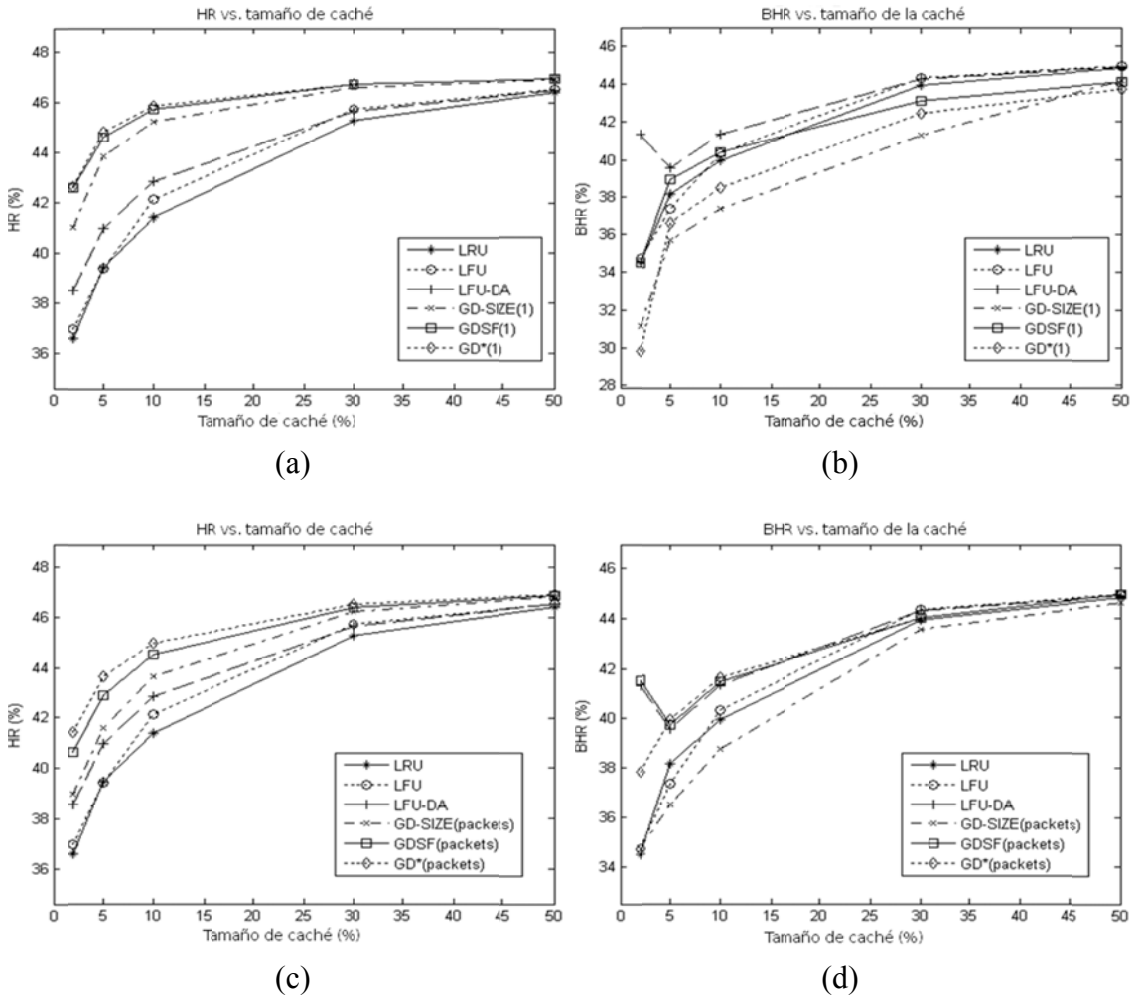 HR vs. tamaño de caché
48
46
44
42
40
38
36
HR (%)
LRU
LFU
LFU-DA
GD-SIZE(1)
GDSF(1)
GD*(1)
0 5 10 15 20 25 30 35 40 45 50
Tamaño de caché (%)
(a)
BHR vs. tamaño de la caché
46
44
42
40
38
36
34
32
30
28
BHR (%)
LRU
LFU
LFU-DA
GD-SIZE(1)
GDSF(1)
GD*(1)
0 5 10 15 20 25 30 35 40 45 50
Tamaño de caché (%)
(b)
HR vs. tamaño de caché
48
46
44
42
40
38
36
HR (%)
LRU
LFU
LFU-DA
GD-SIZE(packets)
GDSF(packets)
GD*(packets)
0 5 10 15 20 25 30 35 40 45 50
Tamaño de caché (%)
(c)
BHR vs. tamaño de la caché
46
44
42
40
38
36
34
BHR (%)
LRU
LFU
LFU-DA
GD-SIZE(packets)
GDSF(packets)
GD*(packets)
0 5 10 15 20 25 30 35 40 45 50
Tamaño de caché (%)
(d)